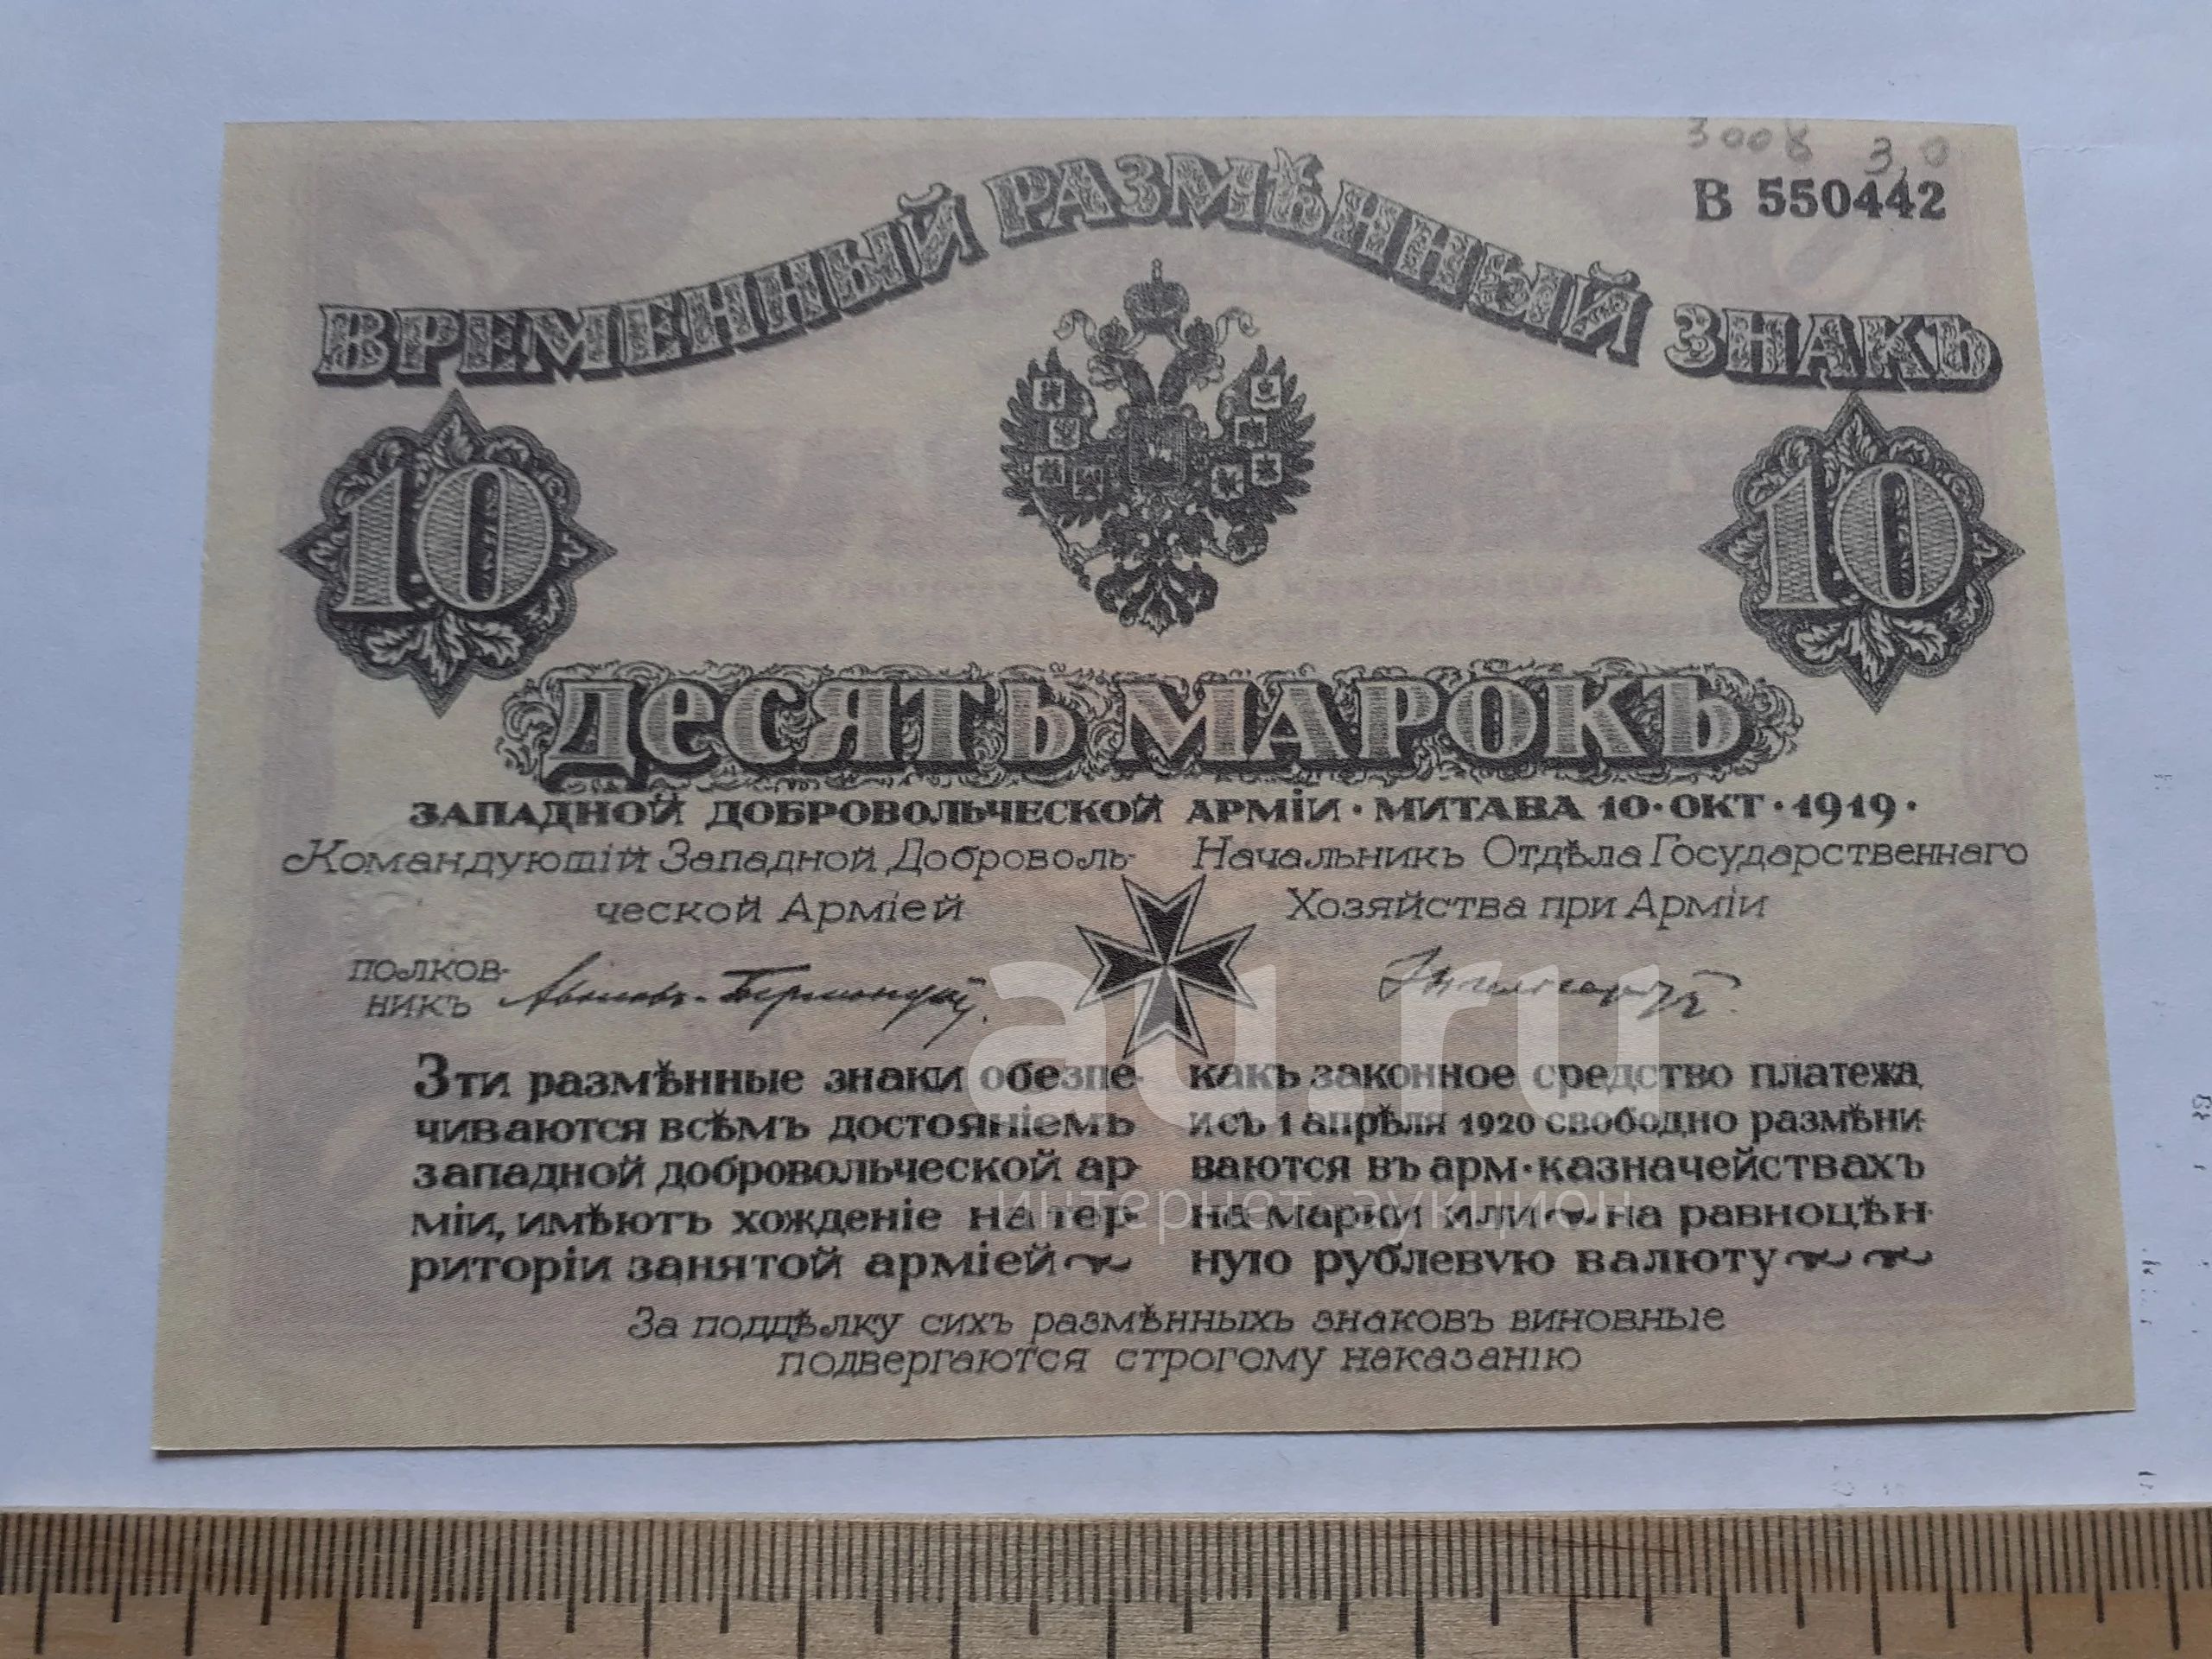 3008 3,0
В 550442
ВРЕМЕННЫЙ РАЗМѢННЫЙ ЗНАКЪ
10
10
ДЕСЯТЬ МАРОКЪ
ЗАПАДНОЙ ДОБРОВОЛЬЧЕСКОЙ АРМІИ · МИТАВА 10 · ОКТ · 1919 ·
Командующій Западной Доброволь-
ческой Арміей
Начальникъ Отдѣла Государственнаго
Хозяйства при Арміи
полков-
никъ Авалов-Бермондт
Эти размѣнные знаки обезпе-
чиваются всѣмъ достояніемъ
западной добровольческой ар-
міи, имѣютъ хожденіе на тер-
риторіи занятой арміей
какъ законное средство платежа
и съ 1 апрѣля 1920 свободно размѣни-
ваются въ арм · казначействахъ
на марки или на равноцѣн-
ную рублевую валюту
За поддѣлку сихъ размѣнныхъ знаковъ виновные
подвергаются строгому наказанію
au.ru
интернет-аукцион